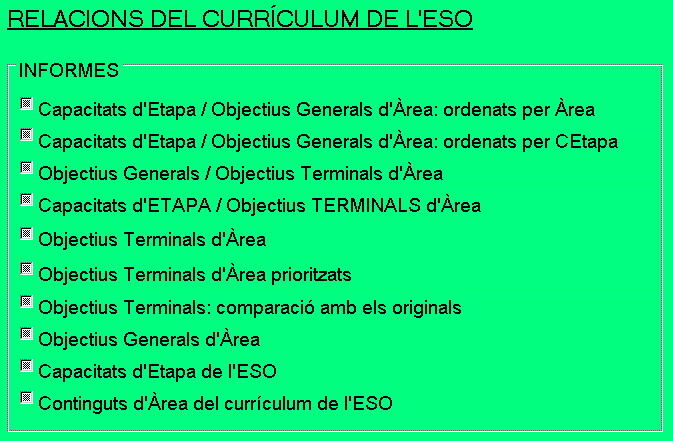 RELACIONS DEL CURRÍCULUM DE L'ESO
INFORMES
Capacitats d'Etapa / Objectius Generals d'Àrea: ordenats per Àrea
Capacitats d'Etapa / Objectius Generals d'Àrea: ordenats per CEtapa
Objectius Generals / Objectius Terminals d'Àrea
Capacitats d'ETAPA / Objectius TERMINALS d'Àrea
Objectius Terminals d'Àrea
Objectius Terminals d'Àrea prioritzats
Objectius Terminals: comparació amb els originals
Objectius Generals d'Àrea
Capacitats d'Etapa de l'ESO
Continguts d'Àrea del currículum de l'ESO